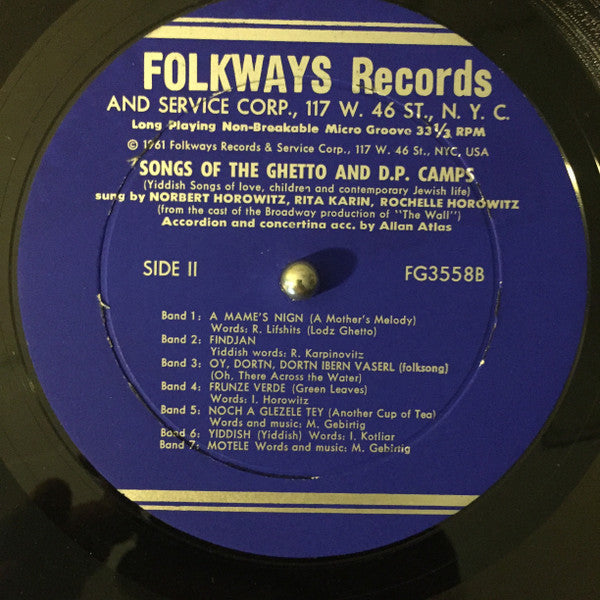 FOLKWAYS Records
AND SERVICE CORP., 117 W. 46 ST., N. Y. C.
Long Playing Non-Breakable Micro Groove 33 1/3 RPM
© 1961 Folkways Records & Service Corp., 117 W. 46 St., NYC, USA
SONGS OF THE GHETTO AND D.P. CAMPS
(Yiddish Songs of love, children and contemporary Jewish life)
sung by NORBERT HOROWITZ, RITA KARIN, ROCHELLE HOROWITZ
(from the cast of the Broadway production of "The Wall")
Accordion and concertina acc. by Allan Atlas
SIDE II FG3558B
Band 1: A MAME'S NIGN (A Mother's Melody)
Words: R. Lifshits (Lodz Ghetto)
Band 2: FINDJAN
Yiddish words: R. Karpinovitz
Band 3: OY, DORTN, DORTN IBERN VASERL (folksong)
(Oh, There Across the Water)
Band 4: FRUNZE VERDE (Green Leaves)
Words: I. Horowitz
Band 5: NOCH A GLEZELE TEY (Another Cup of Tea)
Words and music: M. Gebirtig
Band 6: YIDDISH (Yiddish) Words: I. Kotliar
Band 7: MOTELE Words and music: M. Gebirtig